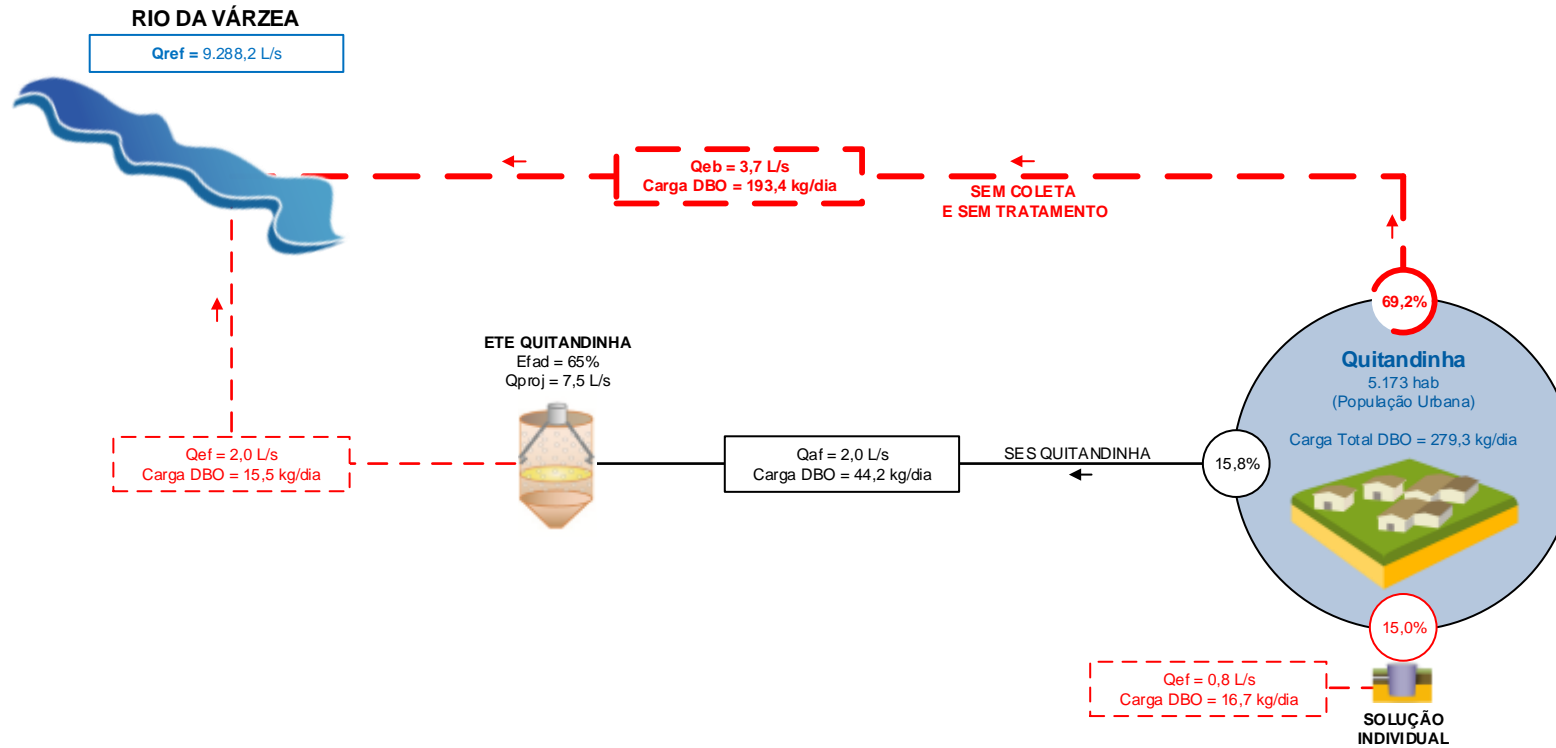 RIO DA VÁRZEA
Qref = 9.288,2 L/s
Qeb = 3,7 L/s
Carga DBO = 193,4 kg/dia
SEM COLETA
E SEM TRATAMENTO
69,2%
Quitandinha
5.173 hab
(População Urbana)
Carga Total DBO = 279,3 kg/dia
ETE QUITANDINHA
Efad = 65%
Qproj = 7,5 L/s
Qef = 2,0 L/s
Carga DBO = 15,5 kg/dia
Qaf = 2,0 L/s
Carga DBO = 44,2 kg/dia
SES QUITANDINHA
15,8%
15,0%
Qef = 0,8 L/s
Carga DBO = 16,7 kg/dia
SOLUÇÃO
INDIVIDUAL